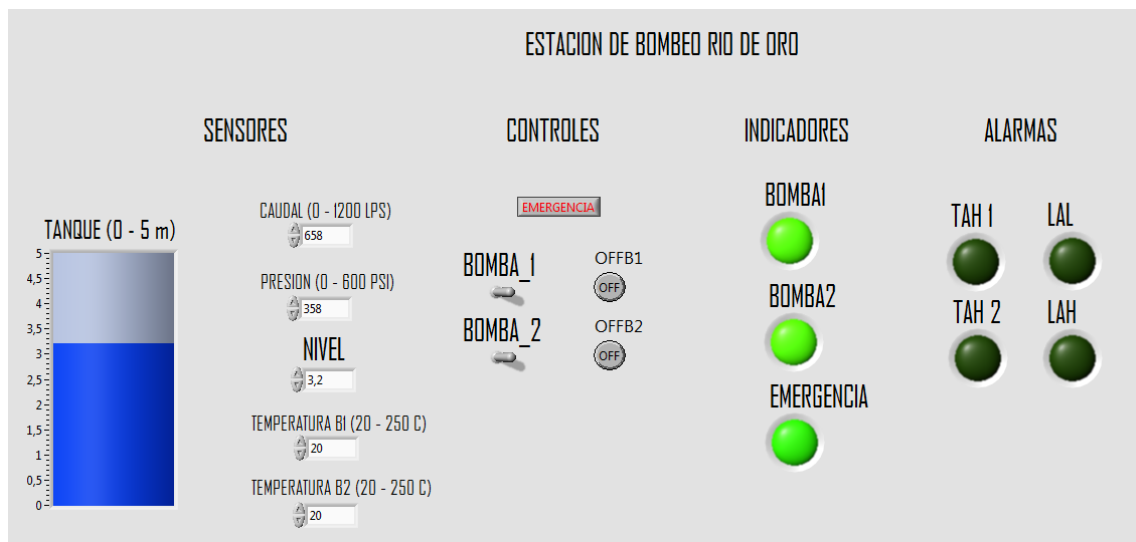 ESTACION DE BOMBEO RIO DE ORO
SENSORES
CONTROLES
INDICADORES
ALARMAS
TANQUE (0 - 5 m)
5
4,5
4
3,5
3
2,5
2
1,5
1
0,5
0
CAUDAL (0 - 1200 LPS)
658
PRESION (0 - 600 PSI)
358
NIVEL
3,2
TEMPERATURA B1 (20 - 250 C)
20
TEMPERATURA B2 (20 - 250 C)
20
EMERGENCIA
BOMBA_1
OFFB1
OFF
BOMBA_2
OFFB2
OFF
BOMBA1
BOMBA2
EMERGENCIA
TAH 1
LAL
TAH 2
LAH